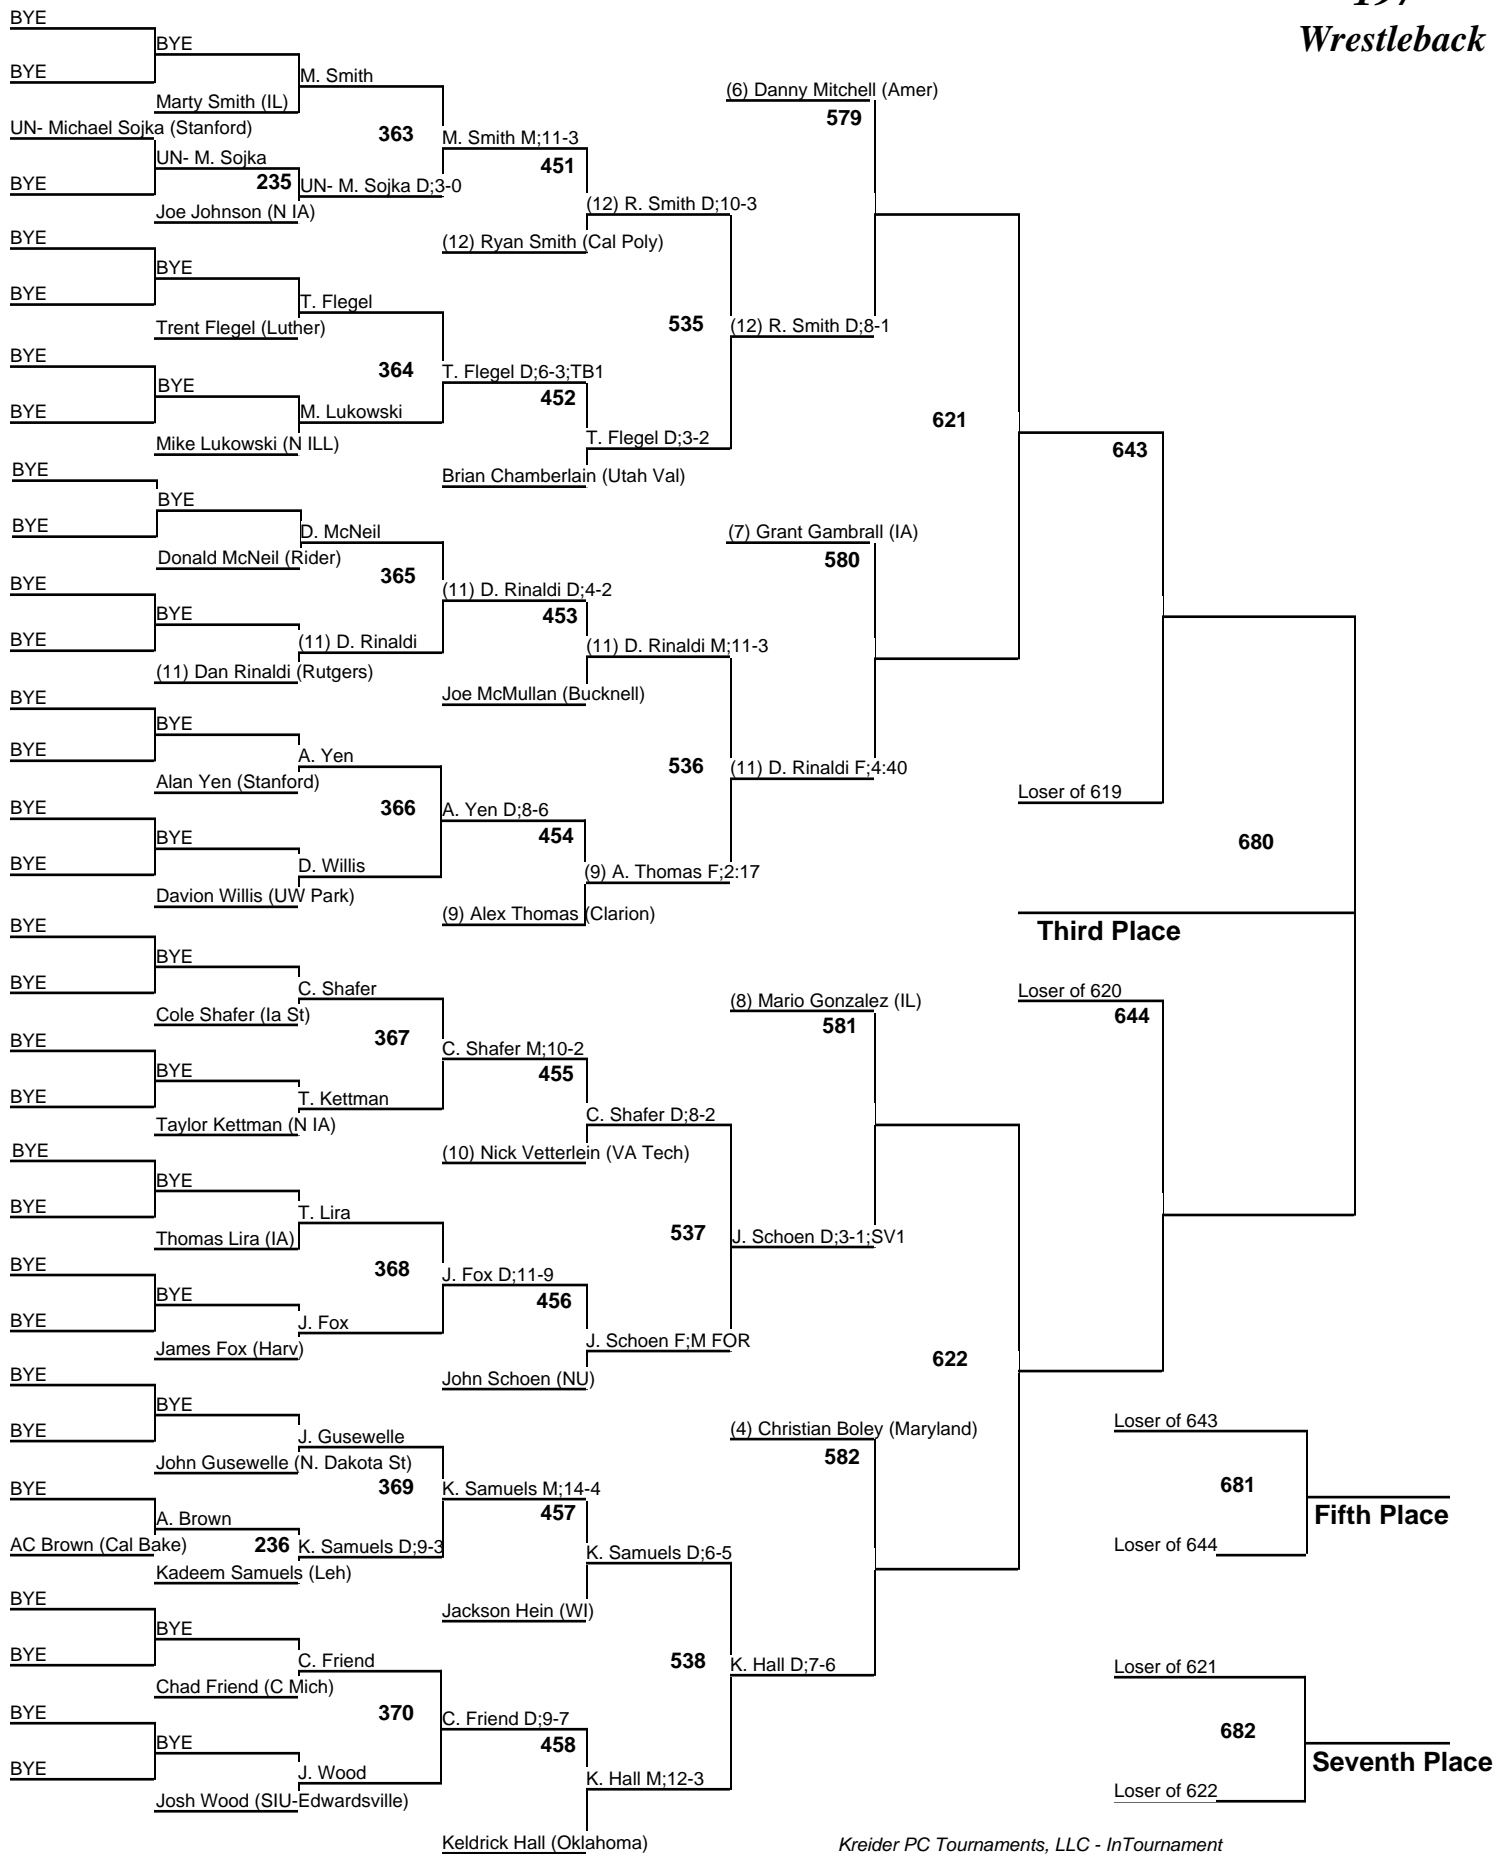 197
Wrestleback
BYE
BYE
BYE
Marty Smith (IL)
M. Smith
UN- Michael Sojka (Stanford)
BYE
UN- M. Sojka
235
Joe Johnson (N IA)
UN- M. Sojka D;3-0
363
M. Smith M;11-3
451
(12) Ryan Smith (Cal Poly)
(12) R. Smith D;10-3
BYE
BYE
BYE
Trent Flegel (Luther)
T. Flegel
BYE
BYE
BYE
Mike Lukowski (N ILL)
M. Lukowski
364
T. Flegel D;6-3;TB1
452
Brian Chamberlain (Utah Val)
T. Flegel D;3-2
535
(12) R. Smith D;8-1
(6) Danny Mitchell (Amer)
579
BYE
BYE
BYE
Donald McNeil (Rider)
D. McNeil
BYE
BYE
BYE
(11) Dan Rinaldi (Rutgers)
(11) D. Rinaldi
365
(11) D. Rinaldi D;4-2
453
Joe McMullan (Bucknell)
(11) D. Rinaldi M;11-3
BYE
BYE
BYE
Alan Yen (Stanford)
A. Yen
BYE
BYE
BYE
Davion Willis (UW Park)
D. Willis
366
A. Yen D;8-6
454
(9) Alex Thomas (Clarion)
(9) A. Thomas F;2:17
536
(11) D. Rinaldi F;4:40
(7) Grant Gambrall (IA)
580
621
643
Loser of 619
BYE
BYE
BYE
Cole Shafer (Ia St)
C. Shafer
BYE
BYE
BYE
Taylor Kettman (N IA)
T. Kettman
367
C. Shafer M;10-2
455
(10) Nick Vetterlein (VA Tech)
C. Shafer D;8-2
BYE
BYE
BYE
Thomas Lira (IA)
T. Lira
BYE
BYE
BYE
James Fox (Harv)
J. Fox
368
J. Fox D;11-9
456
John Schoen (NU)
J. Schoen F;M FOR
537
J. Schoen D;3-1;SV1
(8) Mario Gonzalez (IL)
581
BYE
BYE
BYE
John Gusewelle (N. Dakota St)
J. Gusewelle
BYE
AC Brown (Cal Bake)
A. Brown
236
Kadeem Samuels (Leh)
K. Samuels D;9-3
369
K. Samuels M;14-4
457
Jackson Hein (WI)
K. Samuels D;6-5
BYE
BYE
BYE
Chad Friend (C Mich)
C. Friend
BYE
BYE
BYE
Josh Wood (SIU-Edwardsville)
J. Wood
370
C. Friend D;9-7
458
Keldrick Hall (Oklahoma)
K. Hall M;12-3
538
K. Hall D;7-6
(4) Christian Boley (Maryland)
582
622
Loser of 620
644
680
Third Place
Loser of 643
681
Loser of 644
Fifth Place
Loser of 621
682
Loser of 622
Seventh Place
Kreider PC Tournaments, LLC - InTournament